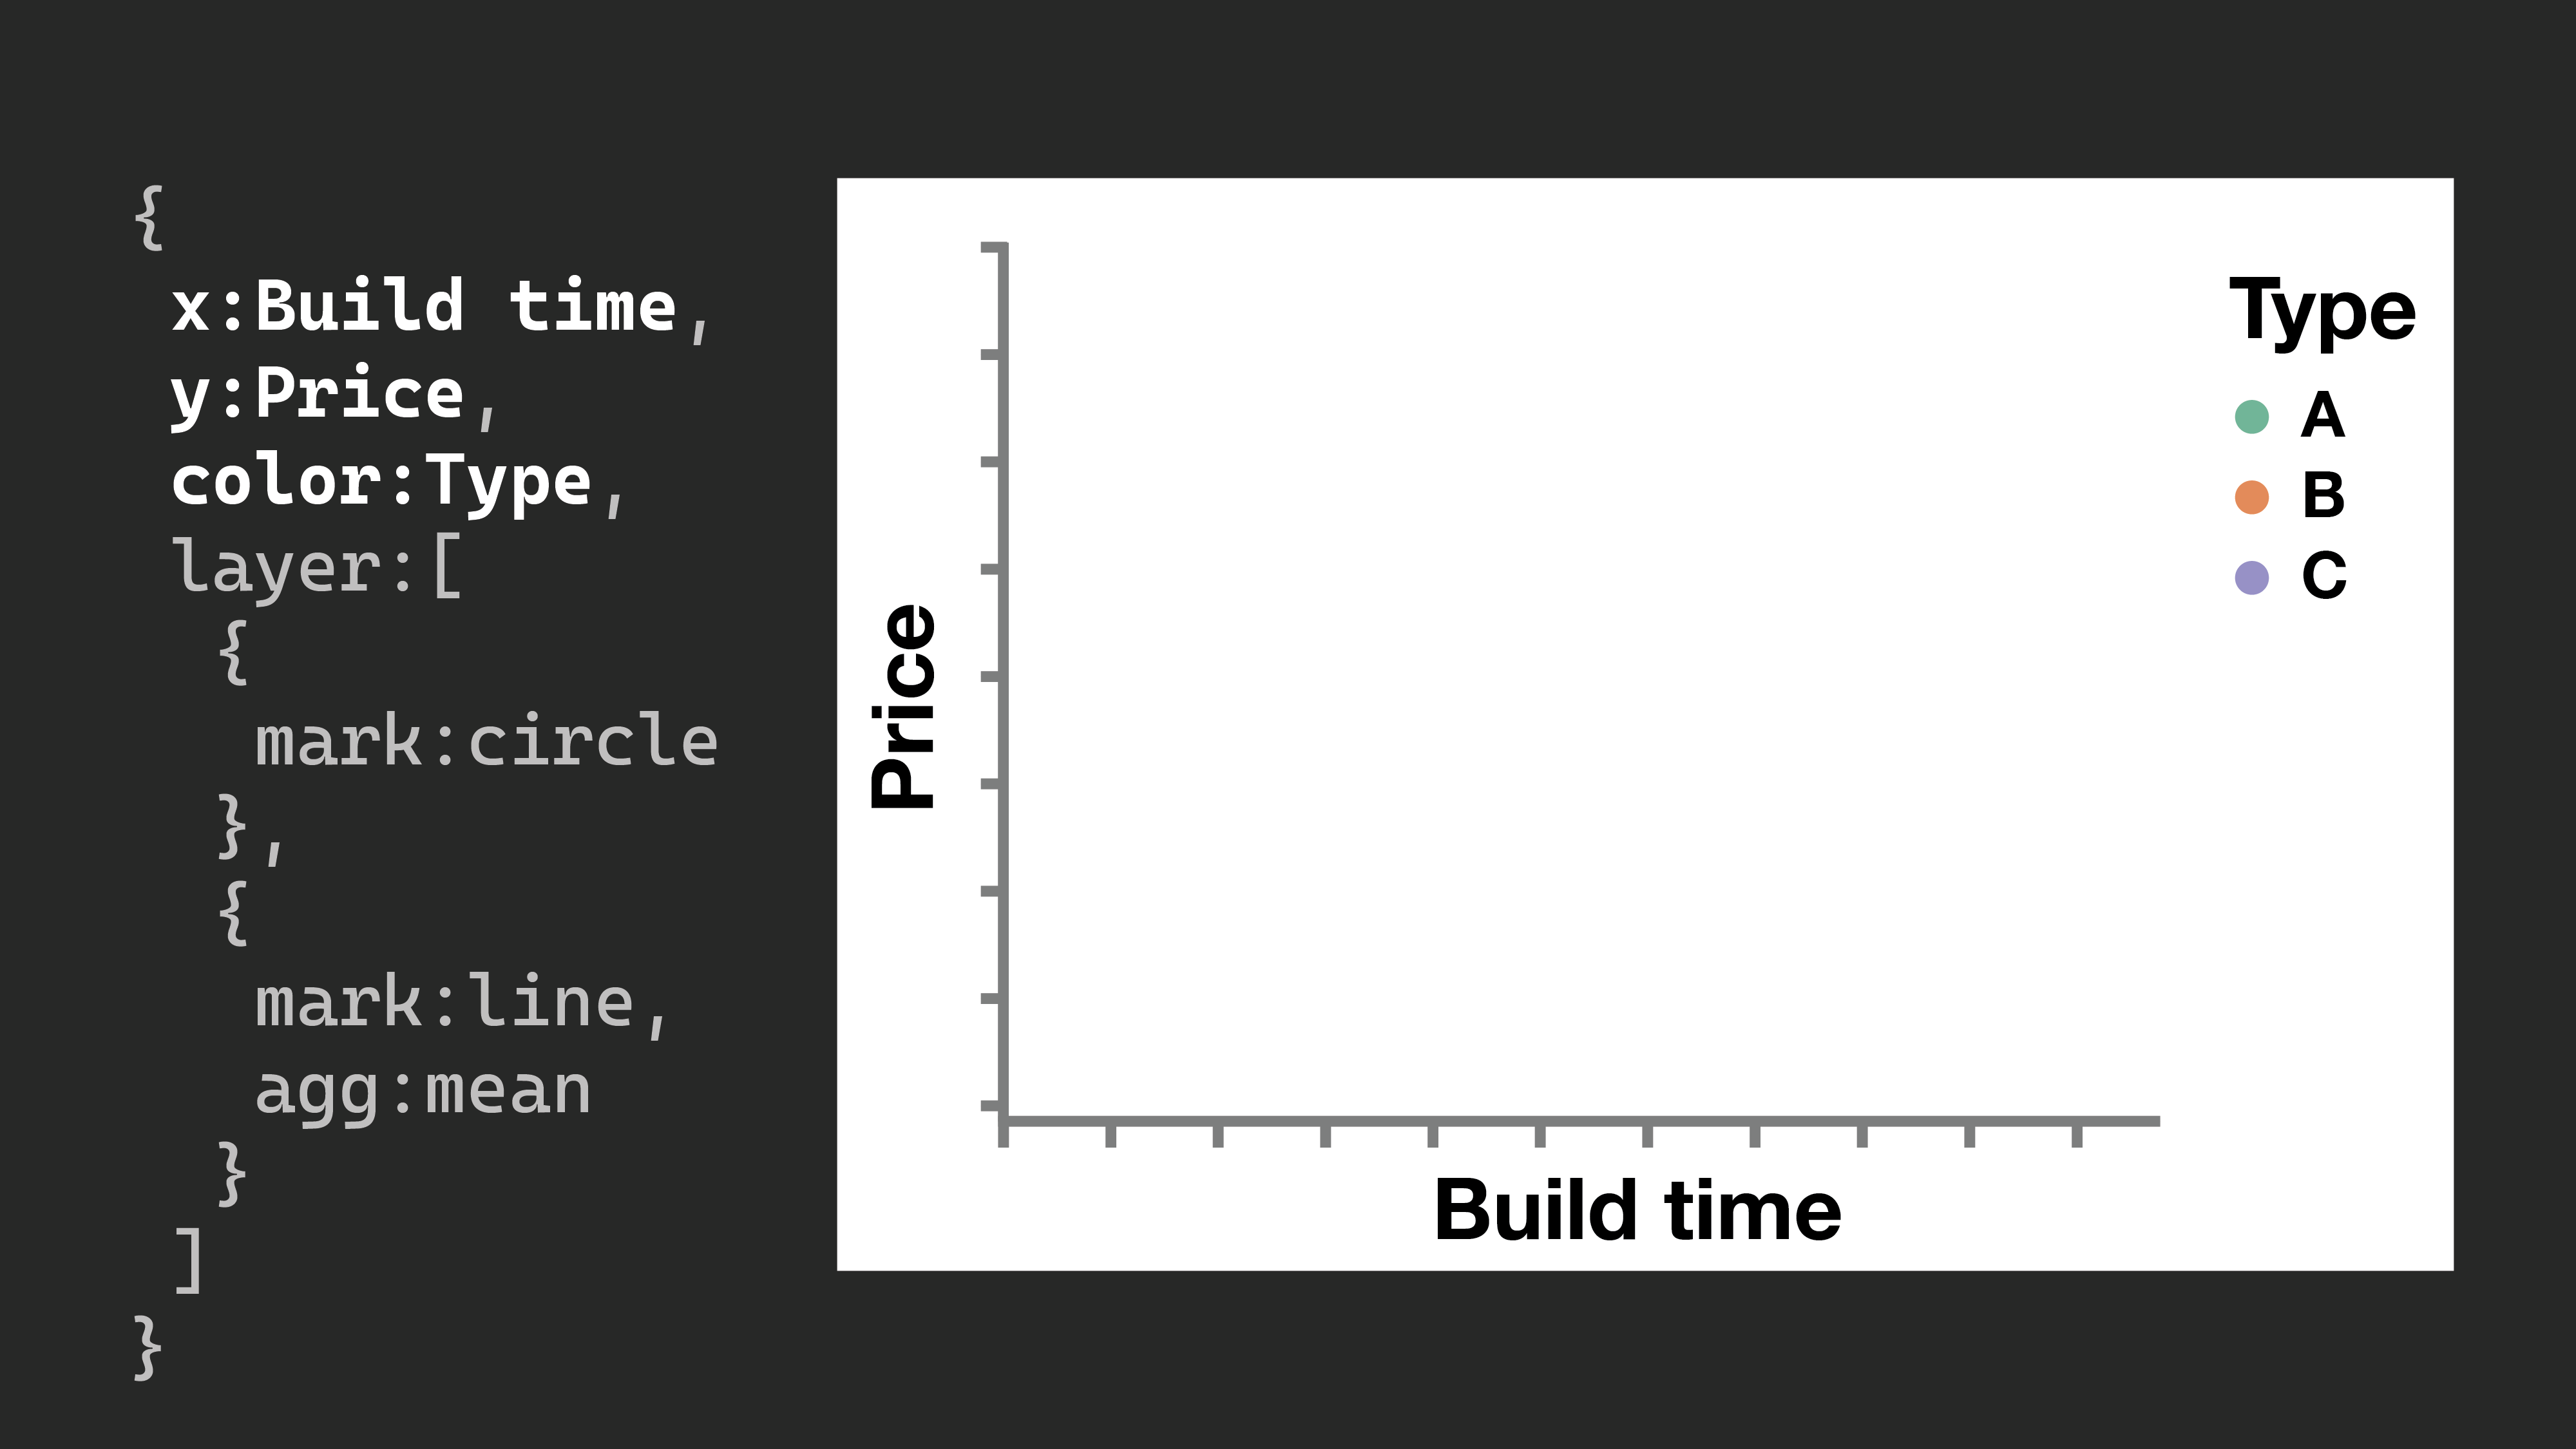 {
x:Build time,
y:Price,
color:Type,
layer:[
{
mark:circle
},
{
mark:line,
agg:mean
}
]
}
Price
Build time
Type
A
B
C